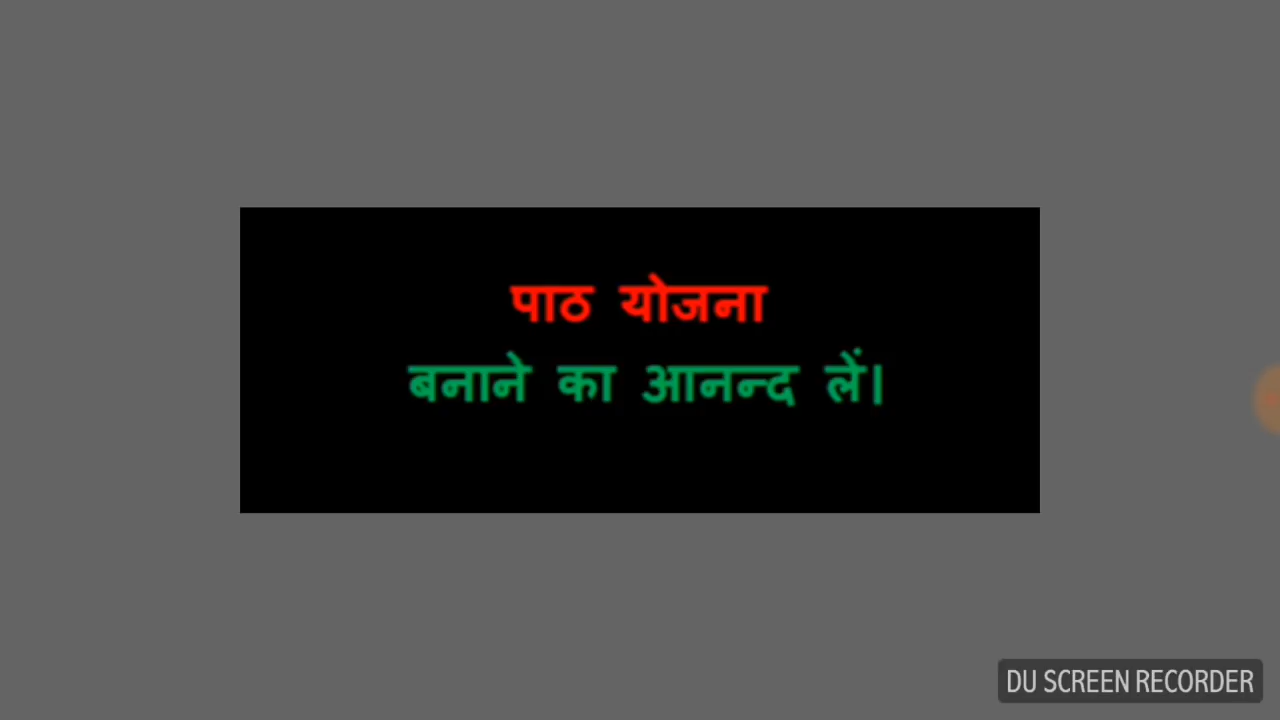 पाठ योजना
बनाने का आनन्द लें।
DU SCREEN RECORDER